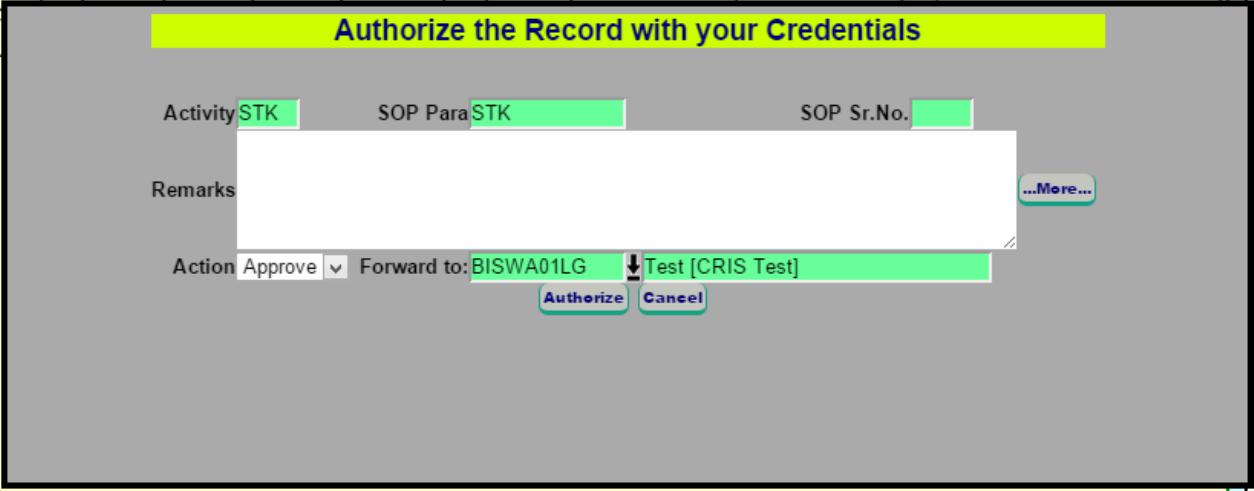 Authorize the Record with your Credentials
Activity STK SOP Para STK SOP Sr.No.
Remarks ...More...
Action Approve Forward to: BISWA01LG Test [CRIS Test]
Authorize Cancel